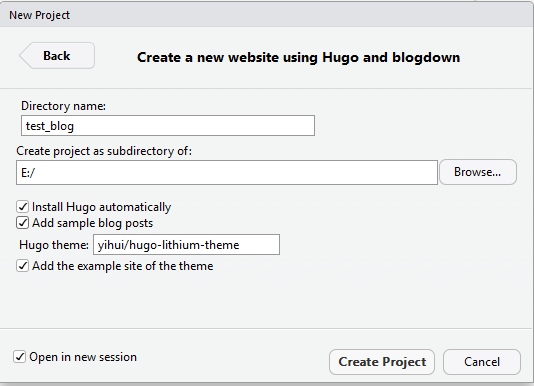 New Project
Back
Create a new website using Hugo and blogdown
Directory name:
test_blog
Create project as subdirectory of:
E:/
Browse...
Install Hugo automatically
Add sample blog posts
Hugo theme: yihui/hugo-lithium-theme
Add the example site of the theme
Open in new session
Create Project
Cancel